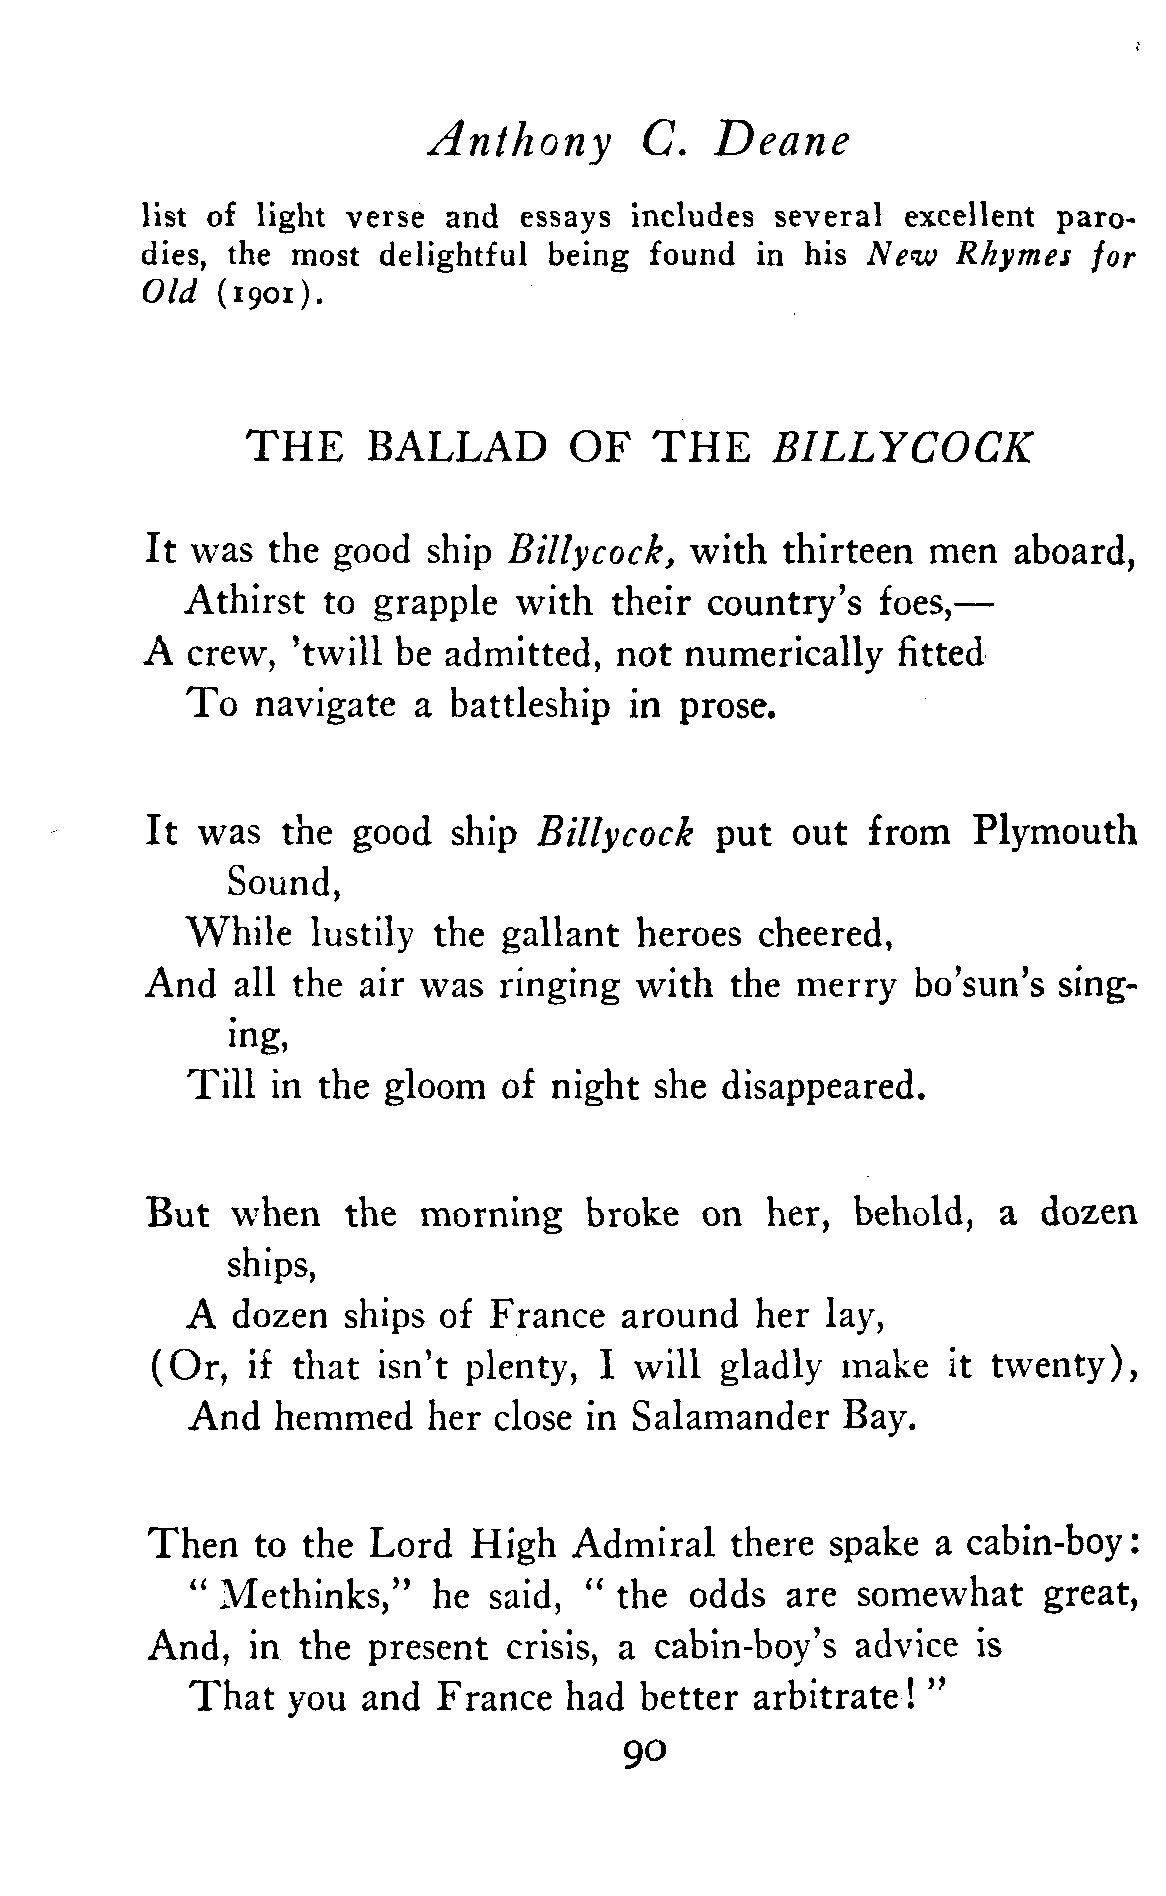 Anthony C. Deane
list of light verse and essays includes several excellent paro-
dies, the most delightful being found in his New Rhymes for
Old (1901).
THE BALLAD OF THE BILLYCOCK
It was the good ship Billycock, with thirteen men aboard,
Athirst to grapple with their country's foes,—
A crew, 'twill be admitted, not numerically fitted
To navigate a battleship in prose.
It was the good ship Billycock put out from Plymouth
Sound,
While lustily the gallant heroes cheered,
And all the air was ringing with the merry bo'sun's sing-
ing,
Till in the gloom of night she disappeared.
But when the morning broke on her, behold, a dozen
ships,
A dozen ships of France around her lay,
(Or, if that isn't plenty, I will gladly make it twenty),
And hemmed her close in Salamander Bay.
Then to the Lord High Admiral there spake a cabin-boy:
"Methinks," he said, "the odds are somewhat great,
And, in the present crisis, a cabin-boy's advice is
That you and France had better arbitrate!"
90